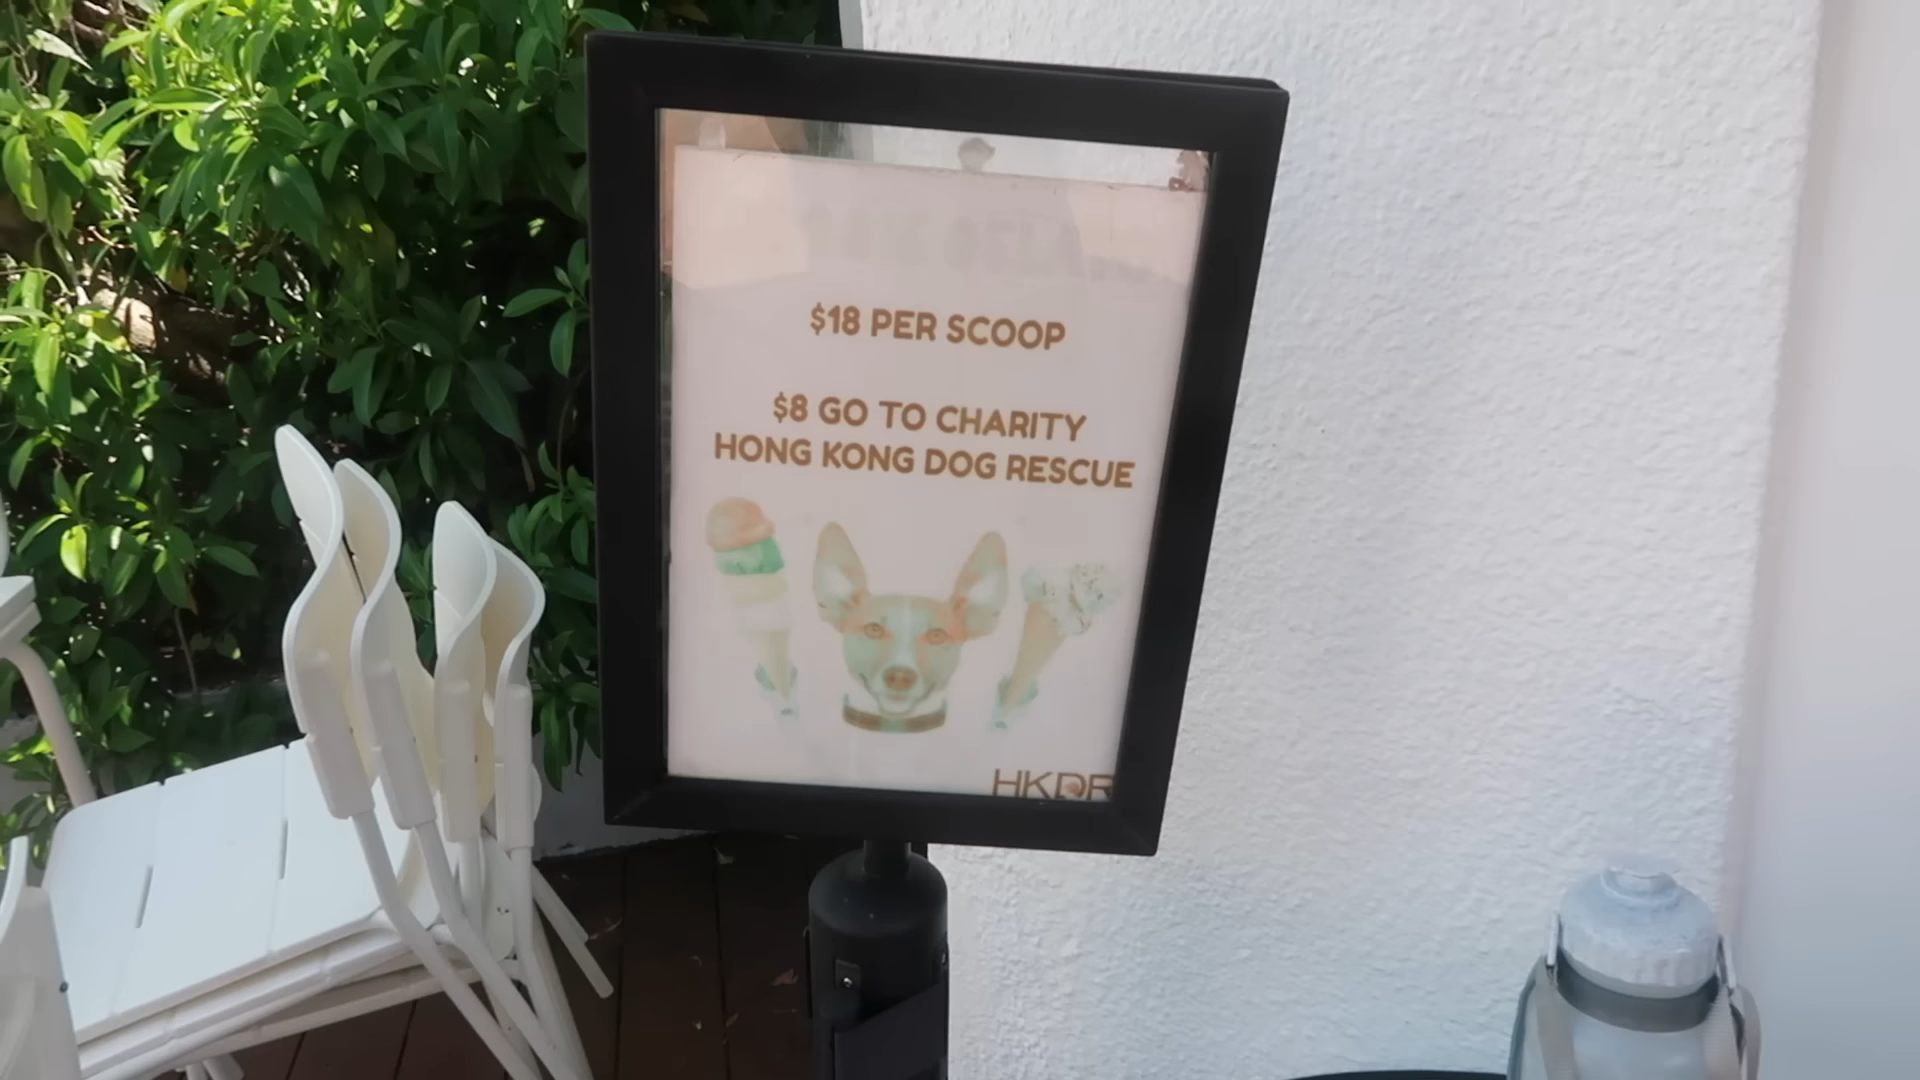 $18 PER SCOOP
$8 GO TO CHARITY
HONG KONG DOG RESCUE
HKDR